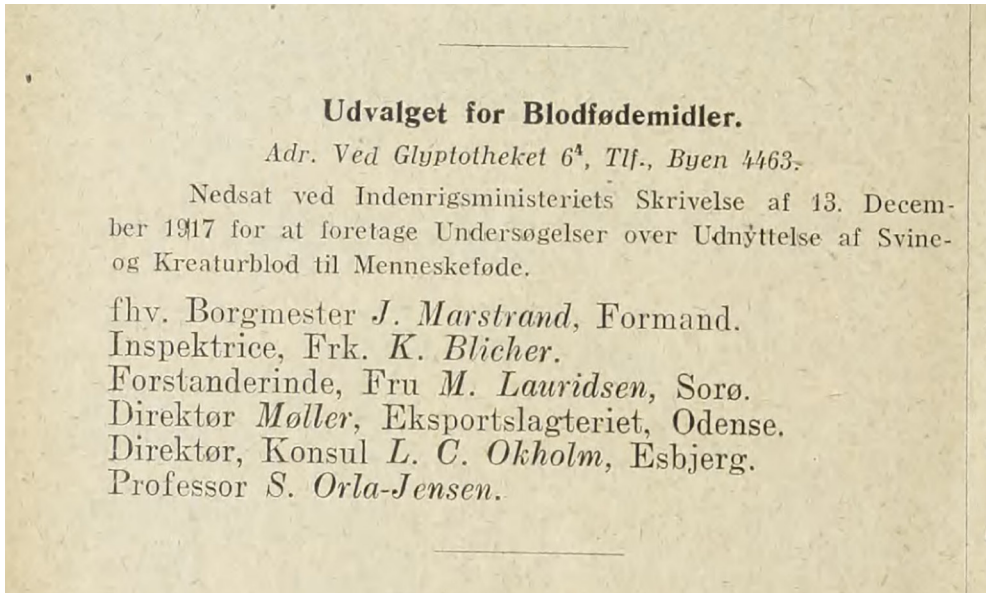 Udvalget for Blodfødemidler.
Adr. Ved Glyptotheket 6⁴, Tlf., Byen 4463.
Nedsat ved Indenrigsministeriets Skrivelse af 13. Decem-
ber 1917 for at foretage Undersøgelser over Udnyttelse af Svine-
og Kreaturblod til Menneskeføde.
fhv. Borgmester J. Marstrand, Formand.
Inspektrice, Frk. K. Blicher.
Forstanderinde, Fru M. Lauridsen, Sorø.
Direktør Møller, Eksportslagteriet, Odense.
Direktør, Konsul L. C. Okholm, Esbjerg.
Professor S. Orla-Jensen.